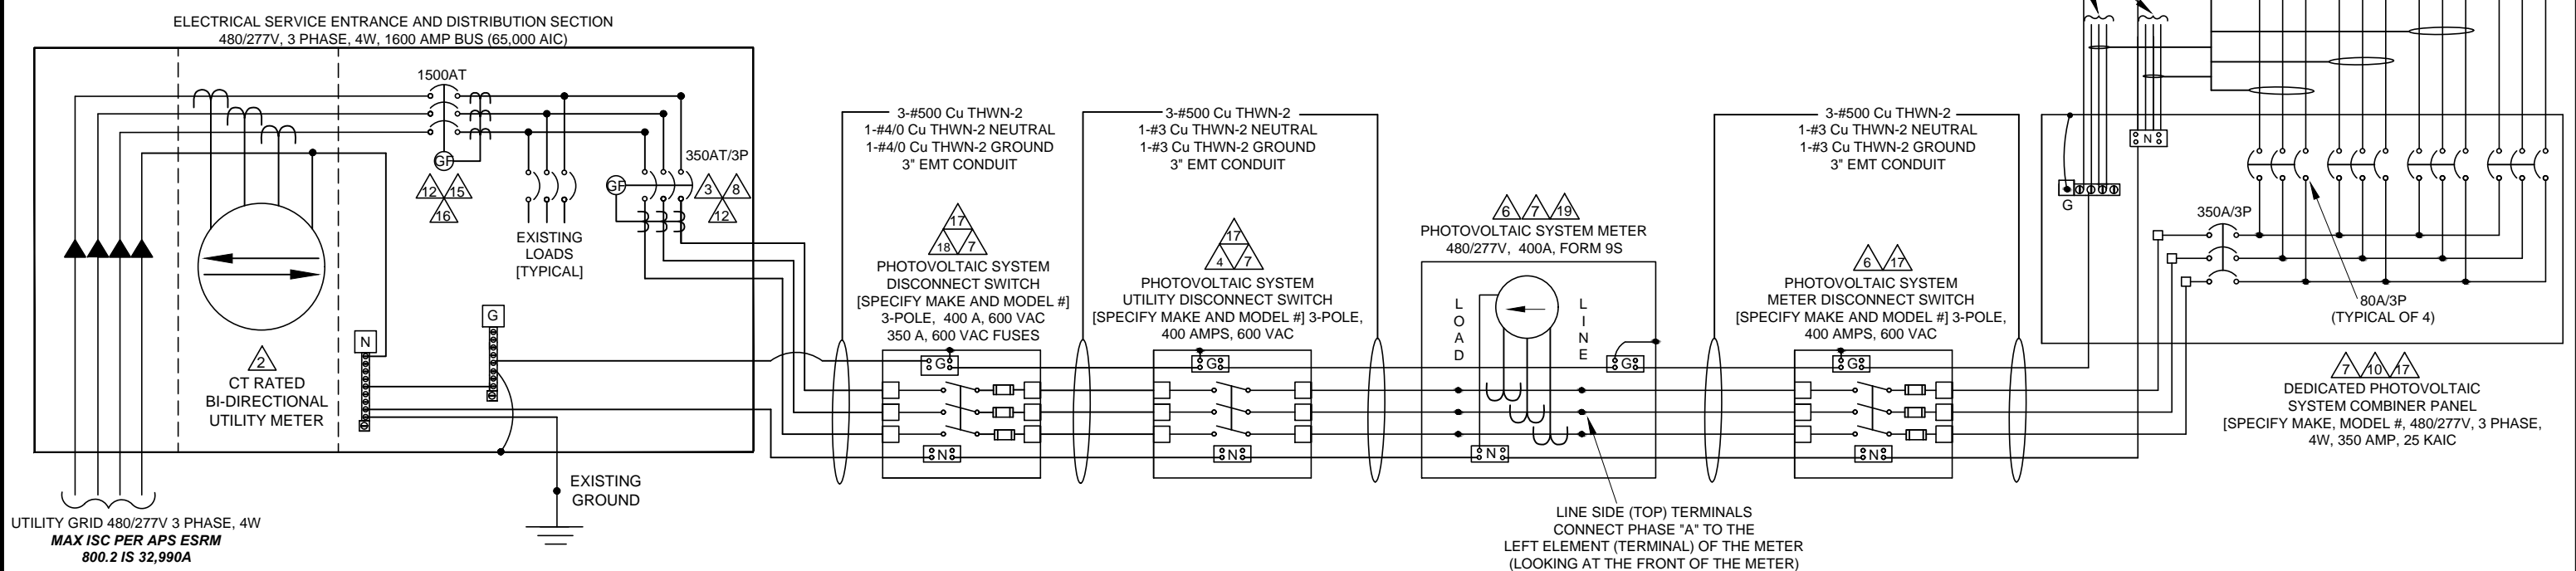 ELECTRICAL SERVICE ENTRANCE AND DISTRIBUTION SECTION
480/277V, 3 PHASE, 4W, 1600 AMP BUS (65,000 AIC)
1500AT
GF
12
15
16
EXISTING
LOADS
[TYPICAL]
350AT/3P
GF
3
8
12
2
CT RATED
BI-DIRECTIONAL
UTILITY METER
N
G
EXISTING
GROUND
UTILITY GRID 480/277V 3 PHASE, 4W
MAX ISC PER APS ESRM
800.2 IS 32,990A
3-#500 Cu THWN-2
1-#4/0 Cu THWN-2 NEUTRAL
1-#4/0 Cu THWN-2 GROUND
3" EMT CONDUIT
17
18
7
PHOTOVOLTAIC SYSTEM
DISCONNECT SWITCH
[SPECIFY MAKE AND MODEL #]
3-POLE, 400 A, 600 VAC
350 A, 600 VAC FUSES
G
N
3-#500 Cu THWN-2
1-#3 Cu THWN-2 NEUTRAL
1-#3 Cu THWN-2 GROUND
3" EMT CONDUIT
17
4
7
PHOTOVOLTAIC SYSTEM
UTILITY DISCONNECT SWITCH
[SPECIFY MAKE AND MODEL #] 3-POLE,
400 AMPS, 600 VAC
G
N
6
7
19
PHOTOVOLTAIC SYSTEM METER
480/277V, 400A, FORM 9S
LOAD
LINE
G
N
LINE SIDE (TOP) TERMINALS
CONNECT PHASE "A" TO THE
LEFT ELEMENT (TERMINAL) OF THE METER
(LOOKING AT THE FRONT OF THE METER)
3-#500 Cu THWN-2
1-#3 Cu THWN-2 NEUTRAL
1-#3 Cu THWN-2 GROUND
3" EMT CONDUIT
6
17
PHOTOVOLTAIC SYSTEM
METER DISCONNECT SWITCH
[SPECIFY MAKE AND MODEL #] 3-POLE,
400 AMPS, 600 VAC
G
N
N
G
350A/3P
80A/3P
(TYPICAL OF 4)
7
10
17
DEDICATED PHOTOVOLTAIC
SYSTEM COMBINER PANEL
[SPECIFY MAKE, MODEL #, 480/277V, 3 PHASE,
4W, 350 AMP, 25 KAIC